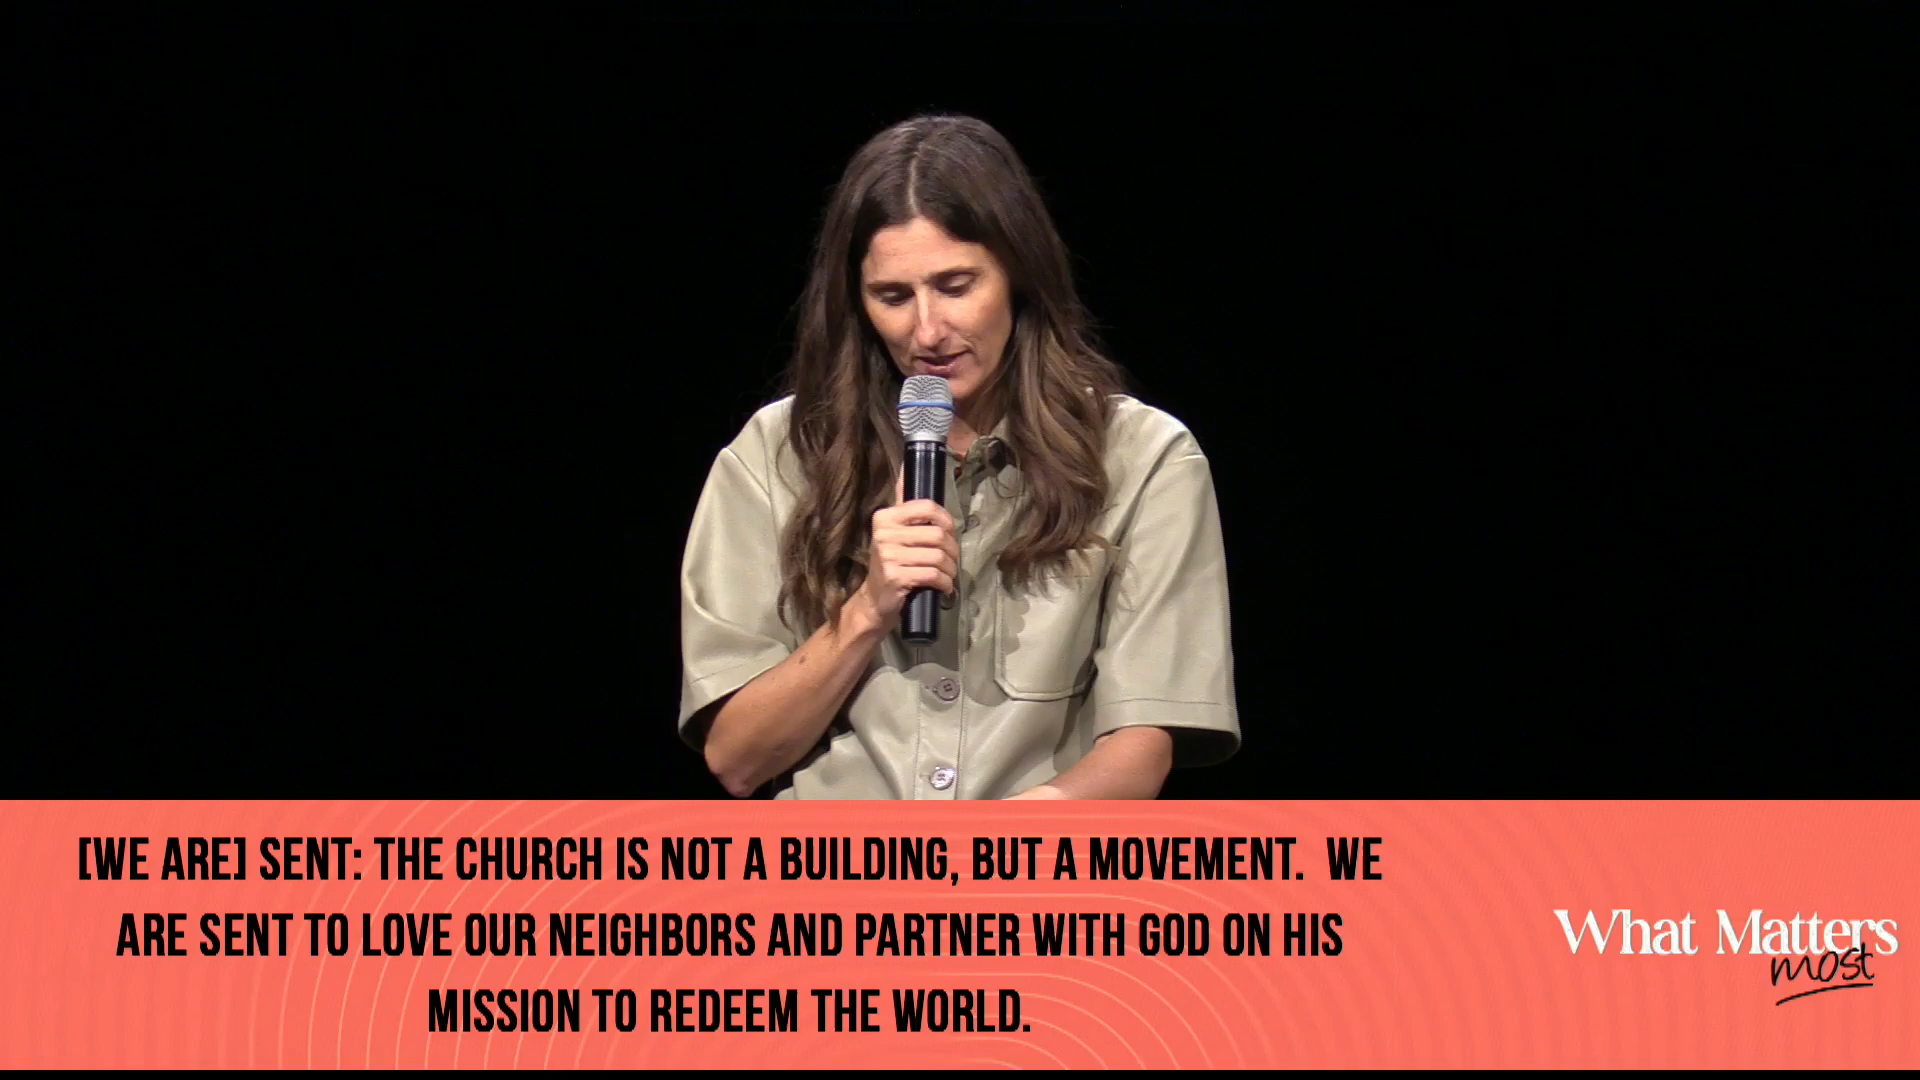 [WE ARE] SENT: THE CHURCH IS NOT A BUILDING, BUT A MOVEMENT.  WE
ARE SENT TO LOVE OUR NEIGHBORS AND PARTNER WITH GOD ON HIS
MISSION TO REDEEM THE WORLD.
What Matters
most